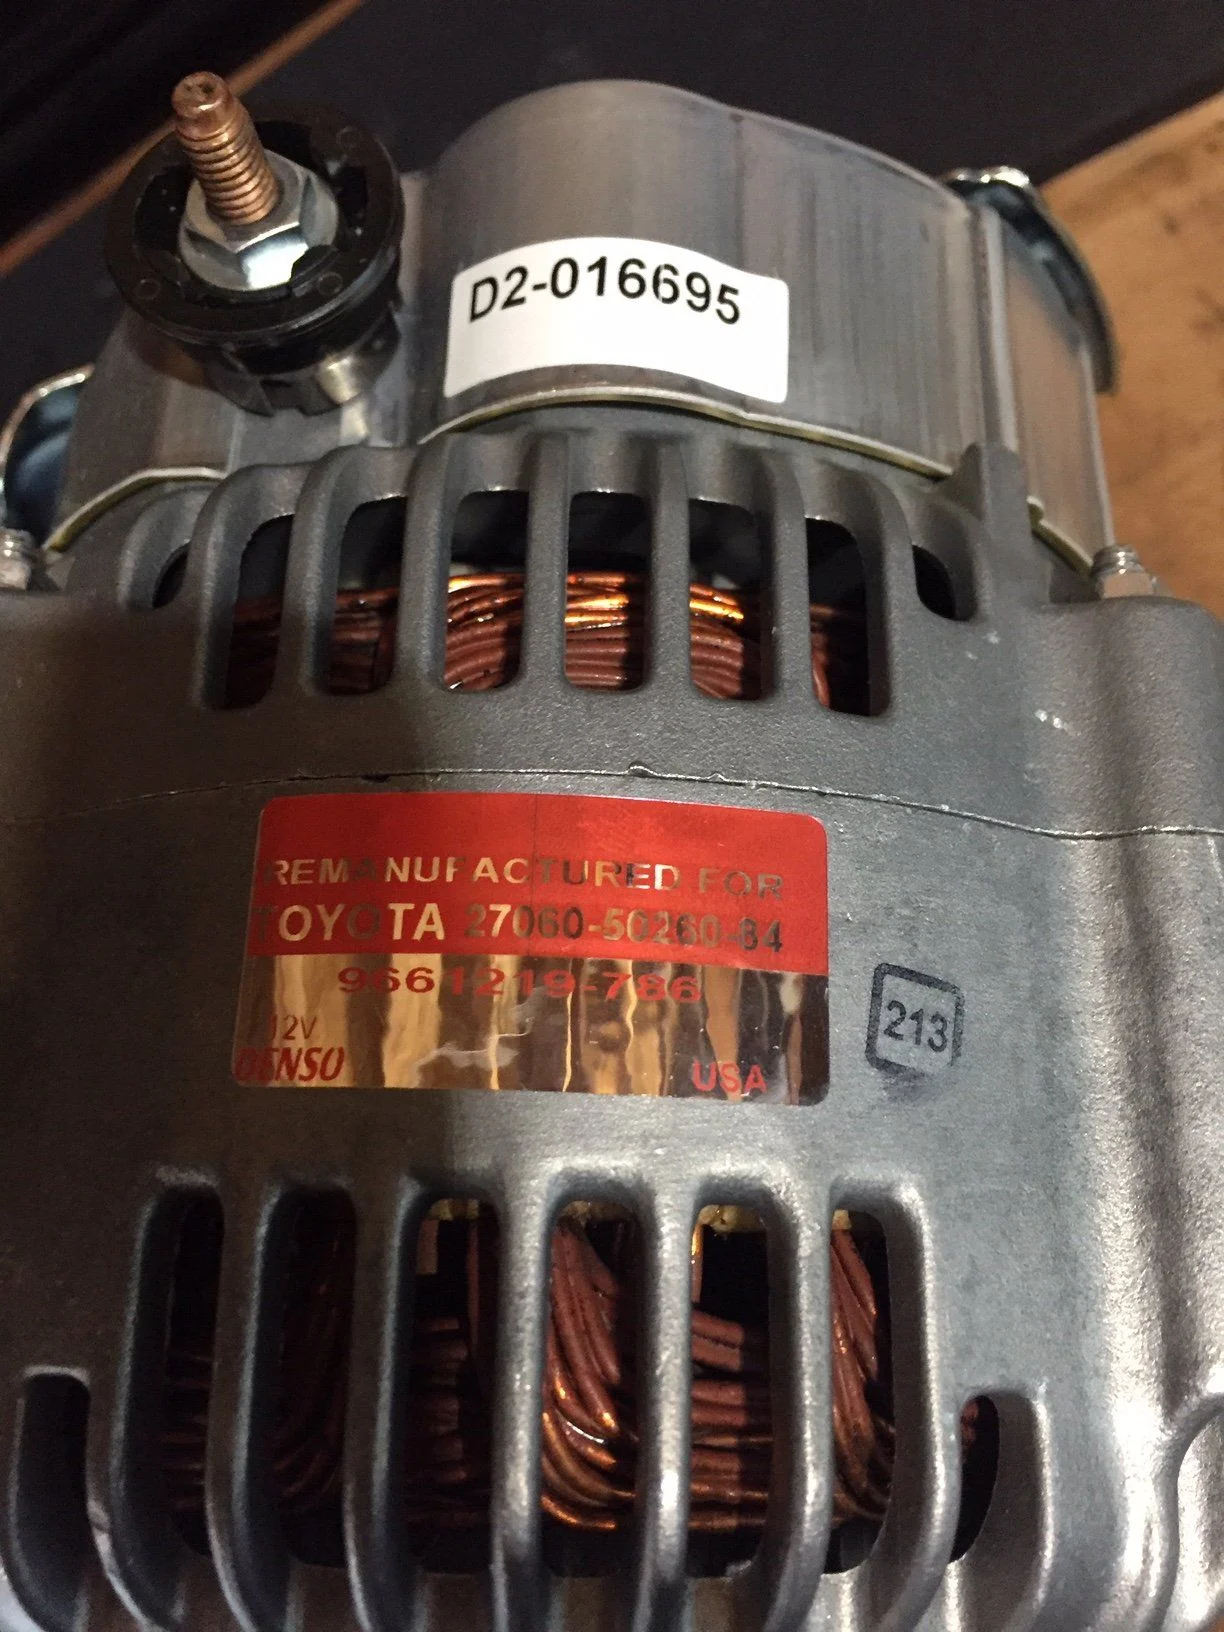 D2-016695
REMANUFACTURED FOR
TOYOTA 27060-50260-84
9661219-786
12V
DENSO
USA
213